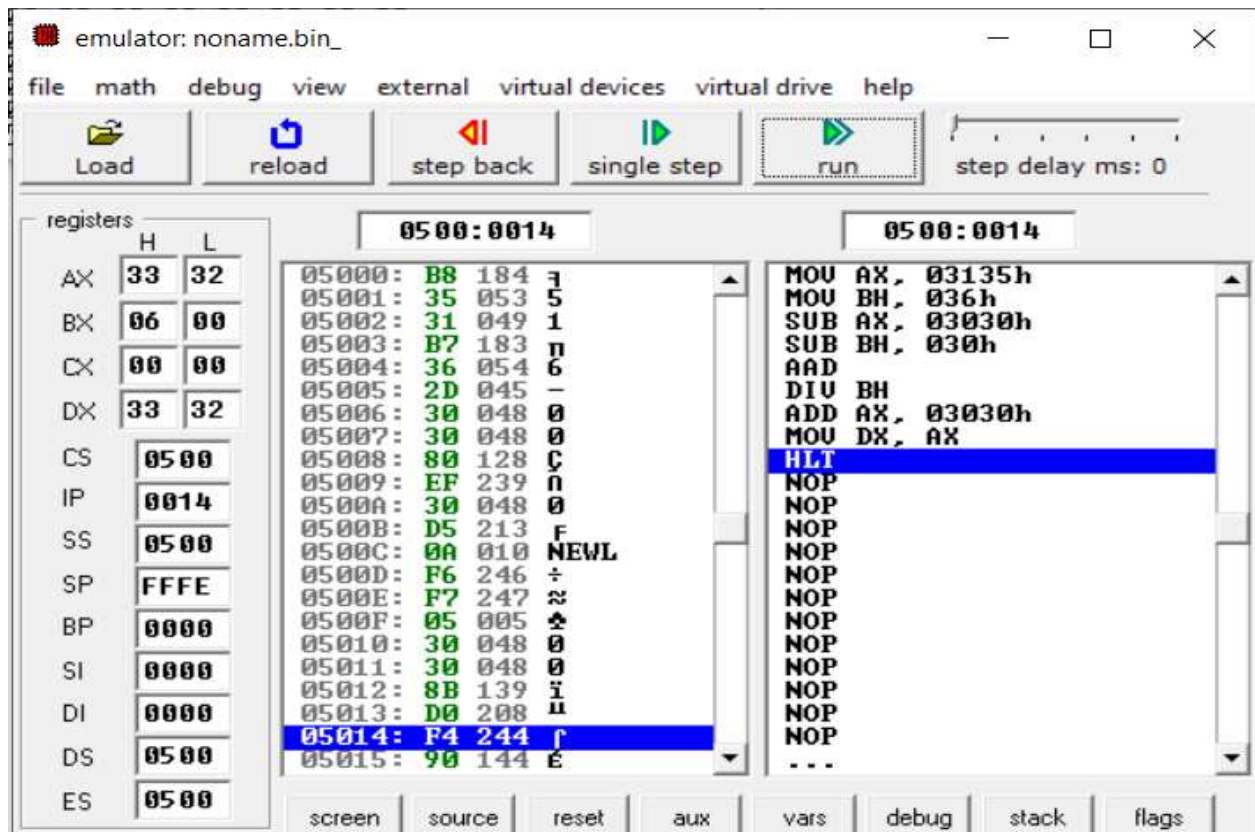 emulator: noname.bin_
file math debug view external virtual devices virtual drive help
Load reload step back single step run step delay ms: 0
registers
H L
0500:0014 0500:0014
AX 33 32
BX 06 00
CX 00 00
DX 33 32
CS 0500
IP 0014
SS 0500
SP FFFE
BP 0000
SI 0000
DI 0000
DS 0500
ES 0500
05000: B8 184 ╕
05001: 35 053 5
05002: 31 049 1
05003: B7 183 ╖
05004: 36 054 6
05005: 2D 045 -
05006: 30 048 0
05007: 30 048 0
05008: 80 128 Ç
05009: EF 239 ∩
0500A: 30 048 0
0500B: D5 213 ╒
0500C: 0A 010 NEWL
0500D: F6 246 ÷
0500E: F7 247 ≈
0500F: 05 005 ♣
05010: 30 048 0
05011: 30 048 0
05012: 8B 139 ï
05013: D0 208 ╨
05014: F4 244 ⌠
05015: 90 144 É
MOV AX, 03135h
MOV BH, 036h
SUB AX, 03030h
SUB BH, 030h
AAD
DIV BH
ADD AX, 03030h
MOV DX, AX
HLT
NOP
NOP
NOP
NOP
NOP
NOP
NOP
NOP
NOP
NOP
NOP
NOP
...
screen source reset aux vars debug stack flags